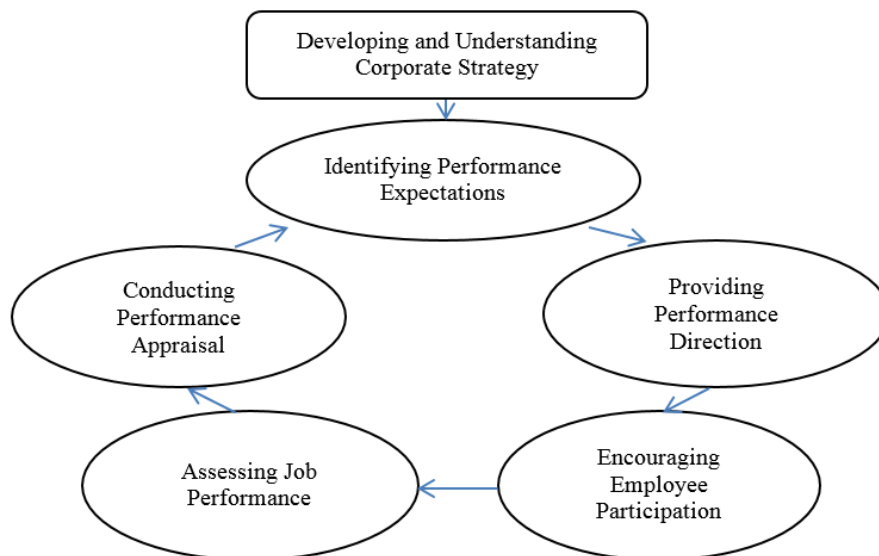 Developing and Understanding
Corporate Strategy
Identifying Performance
Expectations
Providing
Performance
Direction
Encouraging
Employee
Participation
Assessing Job
Performance
Conducting
Performance
Appraisal